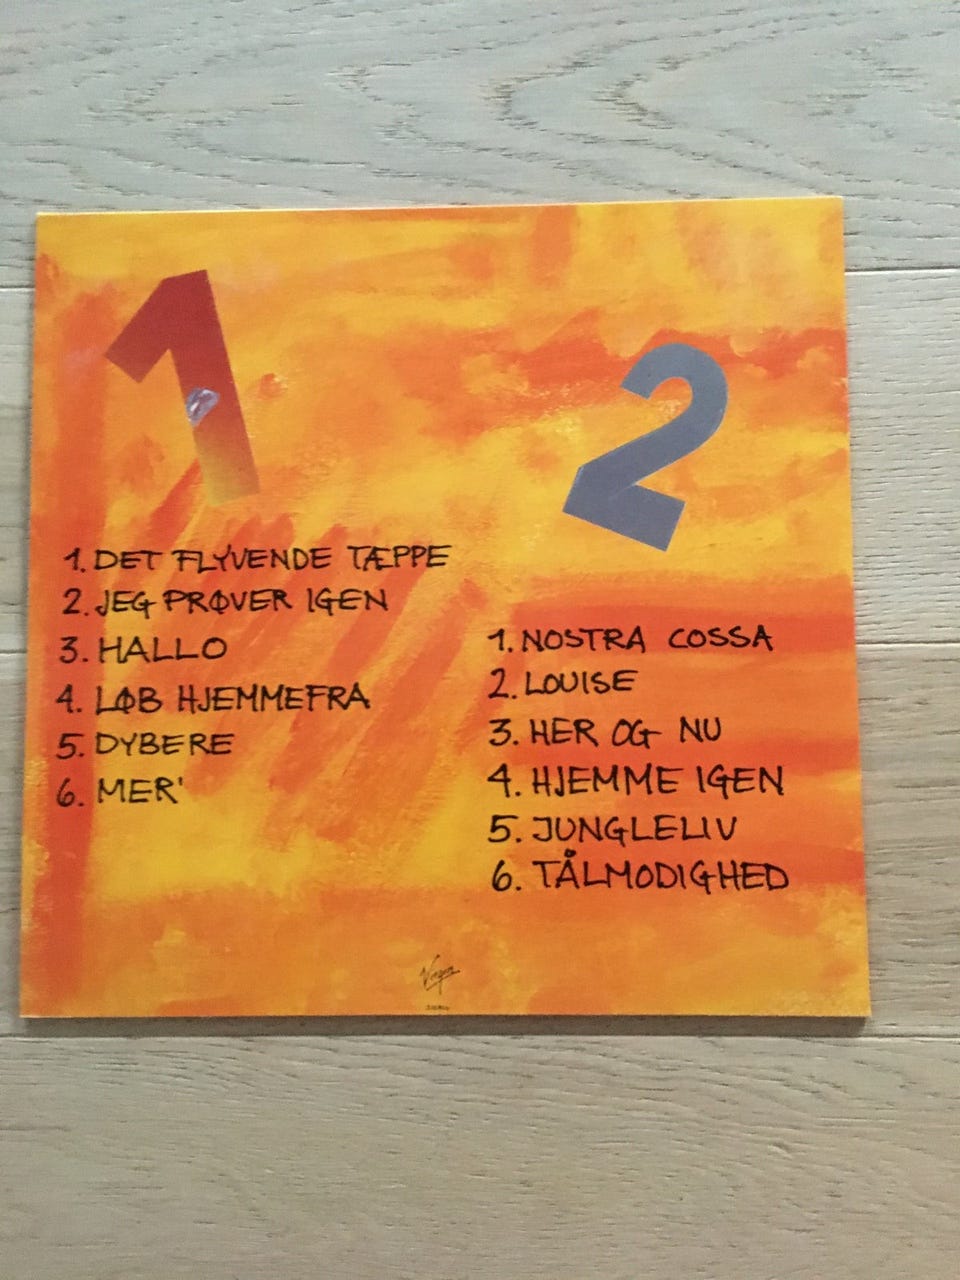 1
1. DET FLYVENDE TÆPPE
2. JEG PRØVER IGEN
3. HALLO
4. LØB HJEMMEFRA
5. DYBERE
6. MER'
2
1. NOSTRA COSSA
2. LOUISE
3. HER OG NU
4. HJEMME IGEN
5. JUNGLELIV
6. TÅLMODIGHED
Virgin